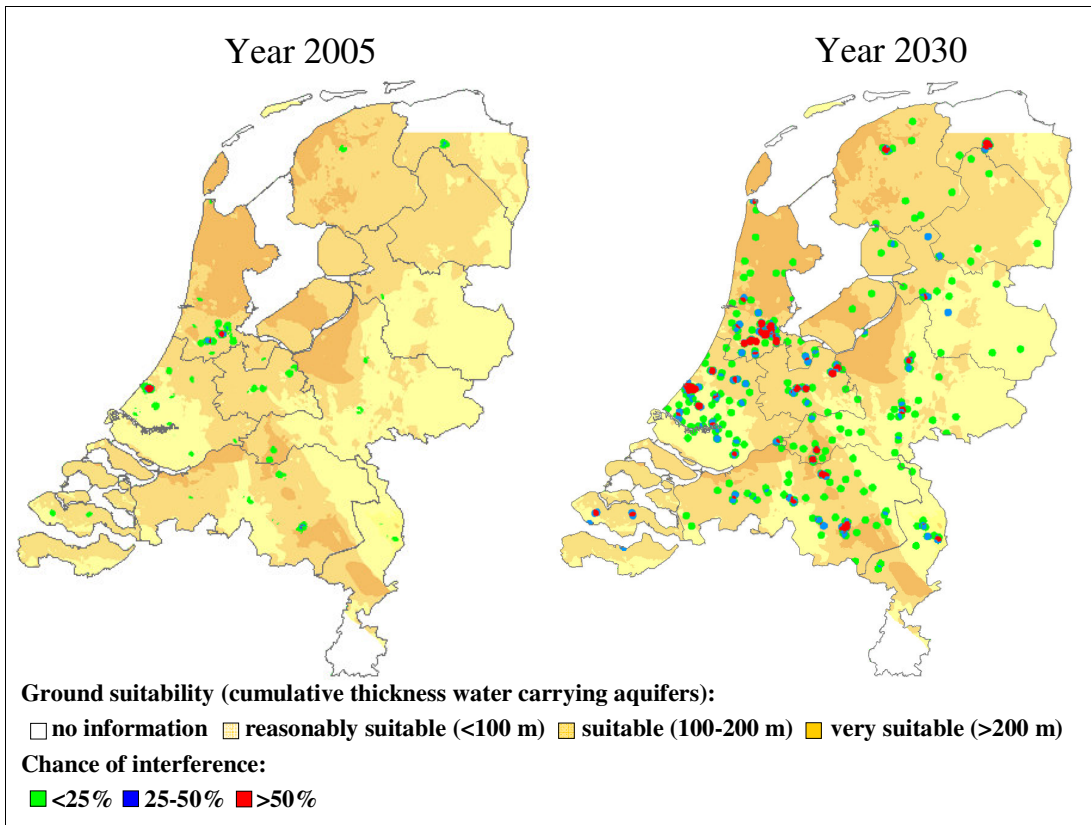 Year 2005
Year 2030
Ground suitability (cumulative thickness water carrying aquifers):
no information reasonably suitable (<100 m) suitable (100-200 m) very suitable (>200 m)
Chance of interference:
<25% 25-50% >50%